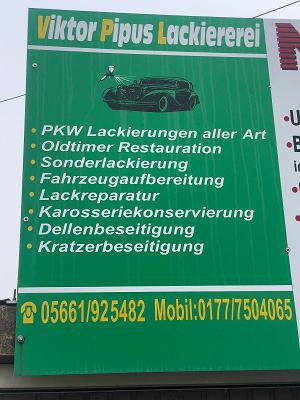 Viktor Pipus Lackiererei
• PKW Lackierungen aller Art
• Oldtimer Restauration
• Sonderlackierung
• Fahrzeugaufbereitung
• Lackreparatur
• Karosseriekonservierung
• Dellenbeseitigung
• Kratzerbeseitigung
☎ 05661/925482 Mobil:0177/7504065